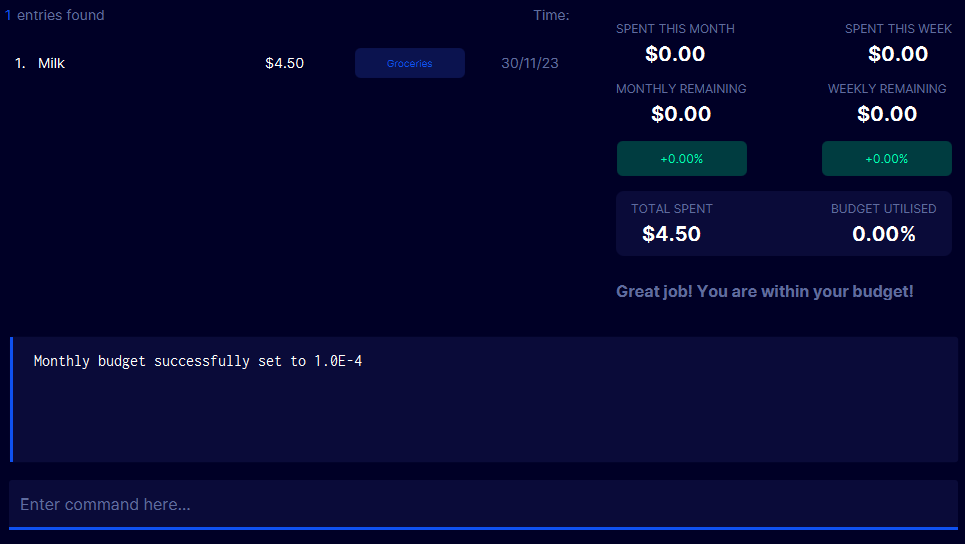 1 entries found
Time:
1. Milk $4.50 Groceries 30/11/23
SPENT THIS MONTH SPENT THIS WEEK
$0.00 $0.00
MONTHLY REMAINING WEEKLY REMAINING
$0.00 $0.00
+0.00% +0.00%
TOTAL SPENT BUDGET UTILISED
$4.50 0.00%
Great job! You are within your budget!
Monthly budget successfully set to 1.0E-4
Enter command here...